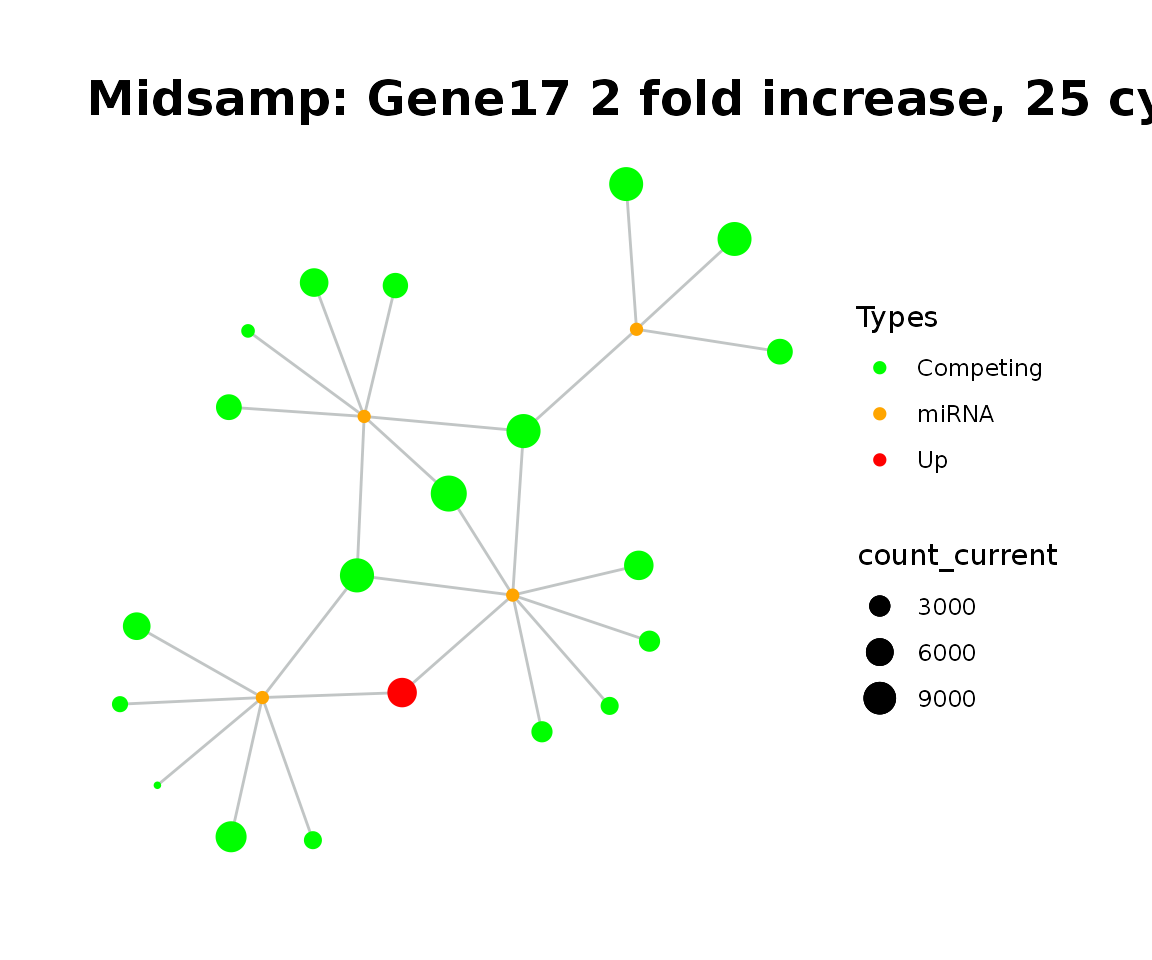 Midsamp: Gene17 2 fold increase, 25 cy
Types
Competing
miRNA
Up
count_current
3000
6000
9000